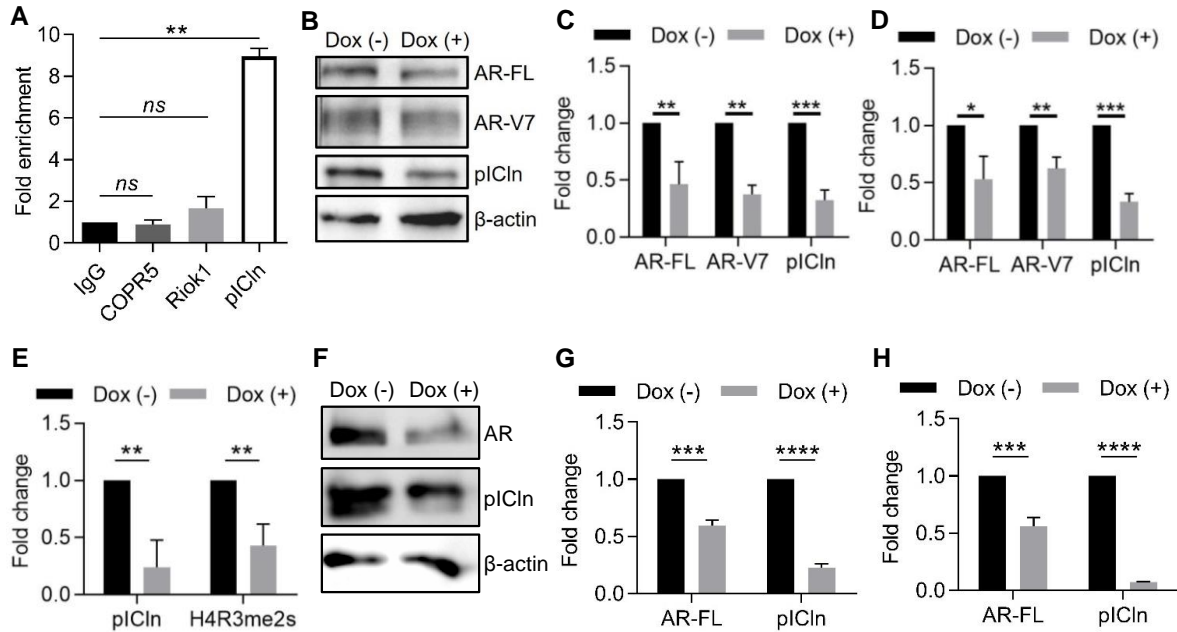 A
Fold enrichment
10
8
6
4
2
0
**
ns
ns
IgG
COPR5
Riok1
pICln
B
Dox (-) Dox (+)
AR-FL
AR-V7
pICln
β-actin
C
Dox (-) Dox (+)
Fold change
1.5
1.0
0.5
0.0
** ** ***
AR-FL AR-V7 pICln
D
Dox (-) Dox (+)
Fold change
1.5
1.0
0.5
0.0
* ** ***
AR-FL AR-V7 pICln
E
Dox (-) Dox (+)
Fold change
1.5
1.0
0.5
0.0
** **
pICln H4R3me2s
F
Dox (-) Dox (+)
AR
pICln
β-actin
G
Dox (-) Dox (+)
Fold change
1.5
1.0
0.5
0.0
*** ****
AR-FL pICln
H
Dox (-) Dox (+)
Fold change
1.5
1.0
0.5
0.0
*** ****
AR-FL pICln